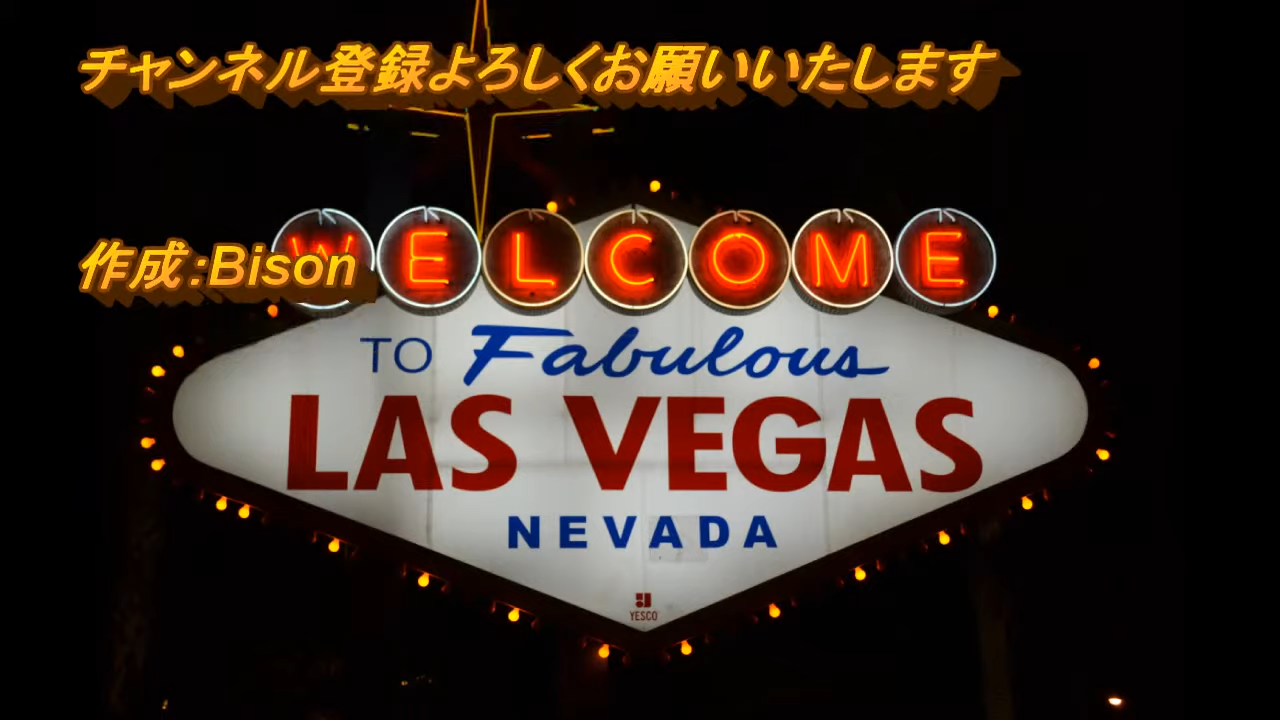 チャンネル登録よろしくお願いいたします
作成:Bison
WELCOME
TO Fabulous
LAS VEGAS
NEVADA
YESCO